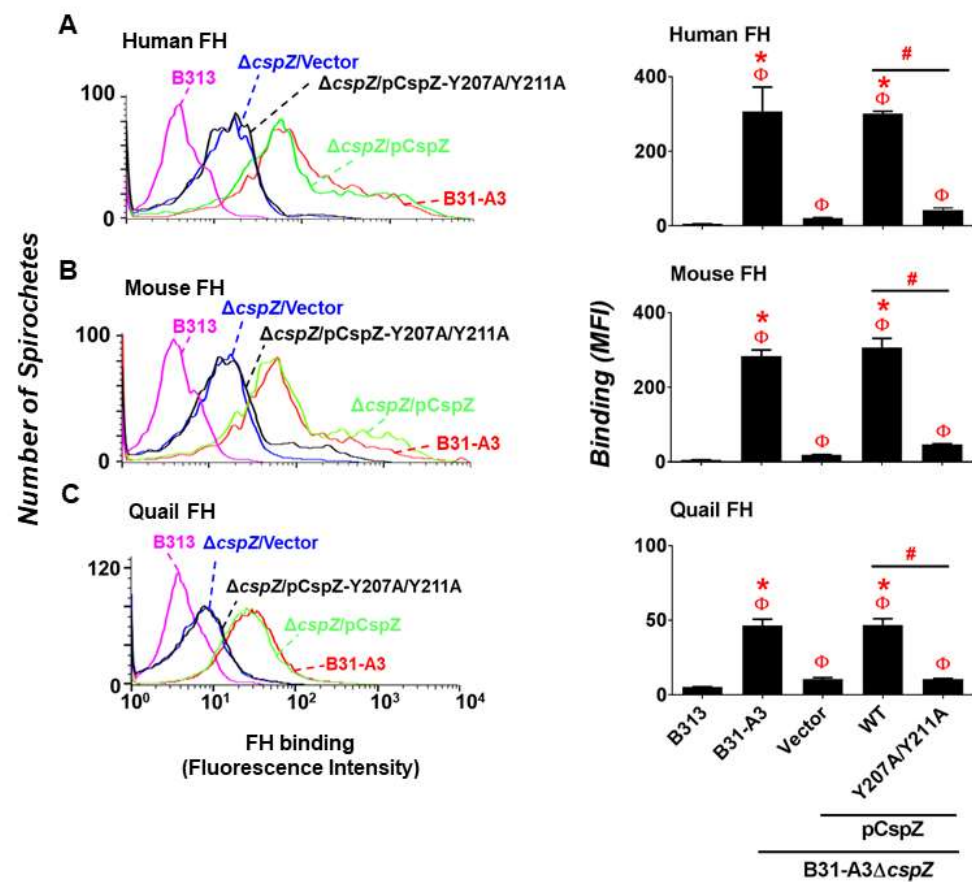 A
Human FH
B313
ΔcspZ/Vector
ΔcspZ/pCspZ-Y207A/Y211A
ΔcspZ/pCspZ
B31-A3
100
0
Human FH
400
200
0
*
Φ
Φ
*
Φ
#
Φ
Number of Spirochetes
B
Mouse FH
B313
ΔcspZ/Vector
ΔcspZ/pCspZ-Y207A/Y211A
ΔcspZ/pCspZ
B31-A3
100
0
Binding (MFI)
Mouse FH
400
200
0
*
Φ
Φ
*
Φ
#
Φ
C
Quail FH
B313
ΔcspZ/Vector
ΔcspZ/pCspZ-Y207A/Y211A
ΔcspZ/pCspZ
B31-A3
120
0
10⁰ 10¹ 10² 10³ 10⁴
FH binding
(Fluorescence Intensity)
Quail FH
100
50
0
*
Φ
Φ
*
Φ
#
Φ
B313
B31-A3
Vector
WT
Y207A/Y211A
pCspZ
B31-A3ΔcspZ